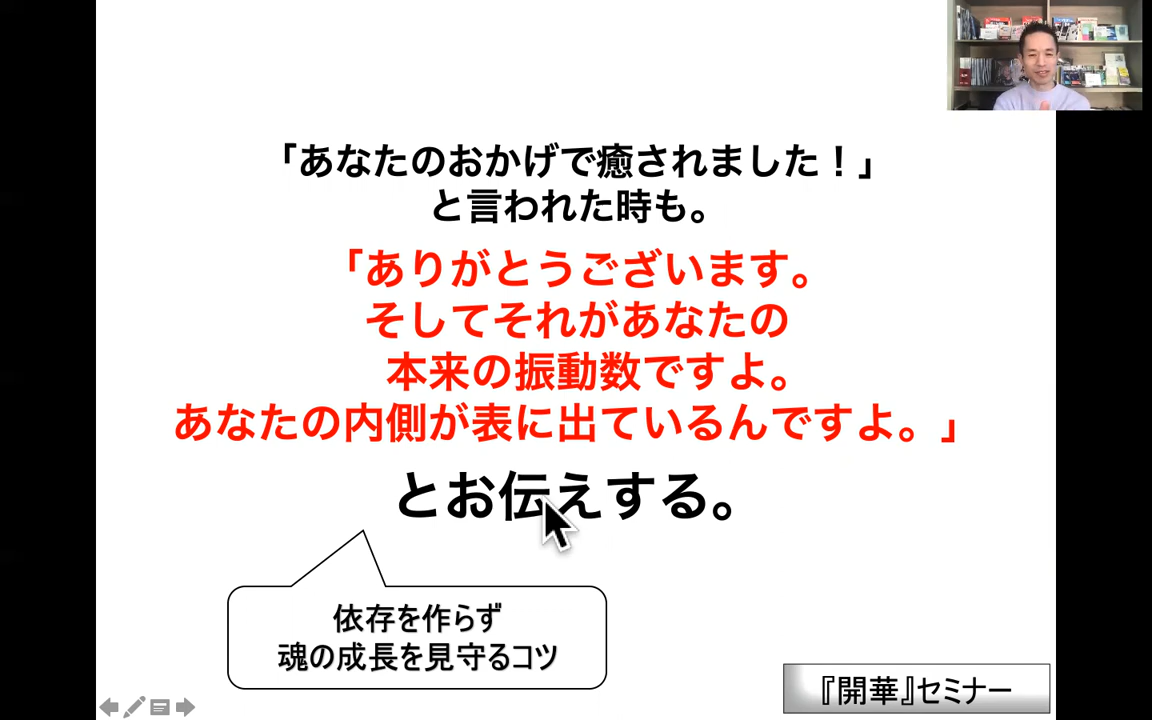 「あなたのおかげで癒されました！」
と言われた時も。
「ありがとうございます。
そしてそれがあなたの
本来の振動数ですよ。
あなたの内側が表に出ているんですよ。」
とお伝えする。
依存を作らず
魂の成長を見守るコツ
『開華』セミナー